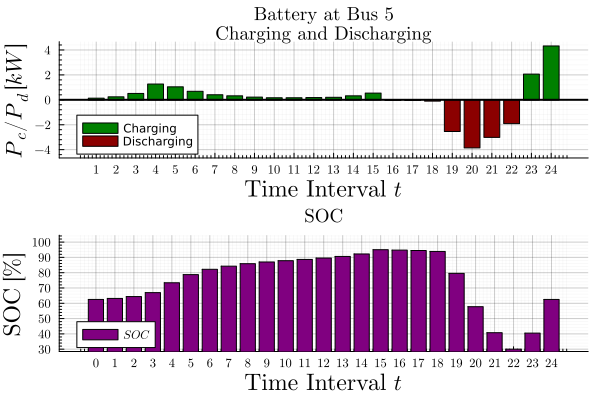 Battery at Bus 5
Charging and Discharging
P_c/P_d [kW]
4
2
0
−2
−4
Charging
Discharging
1 2 3 4 5 6 7 8 9 10 11 12 13 14 15 16 17 18 19 20 21 22 23 24
Time Interval t
SOC
SOC [%]
100
90
80
70
60
50
40
30
SOC
0 1 2 3 4 5 6 7 8 9 10 11 12 13 14 15 16 17 18 19 20 21 22 23 24
Time Interval t